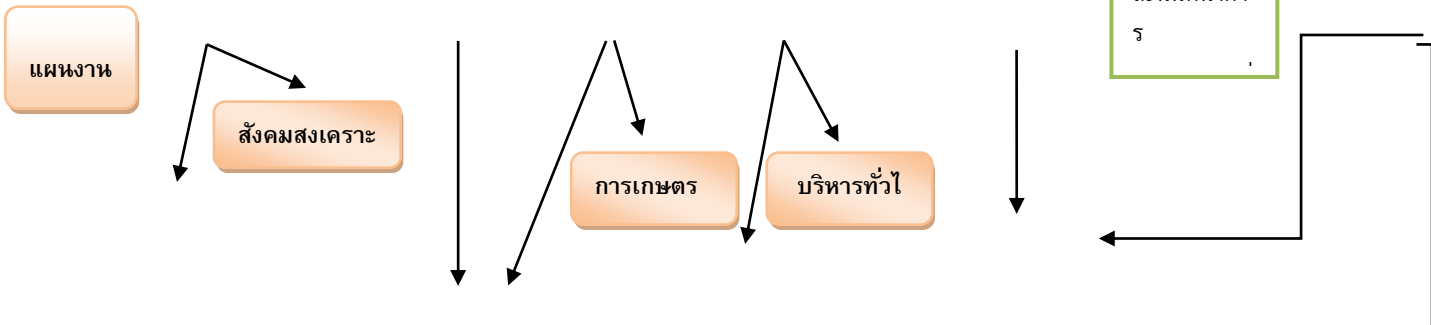 ร
แผนงาน
สังคมสงเคราะ
การเกษตร
บริหารทั่วไ